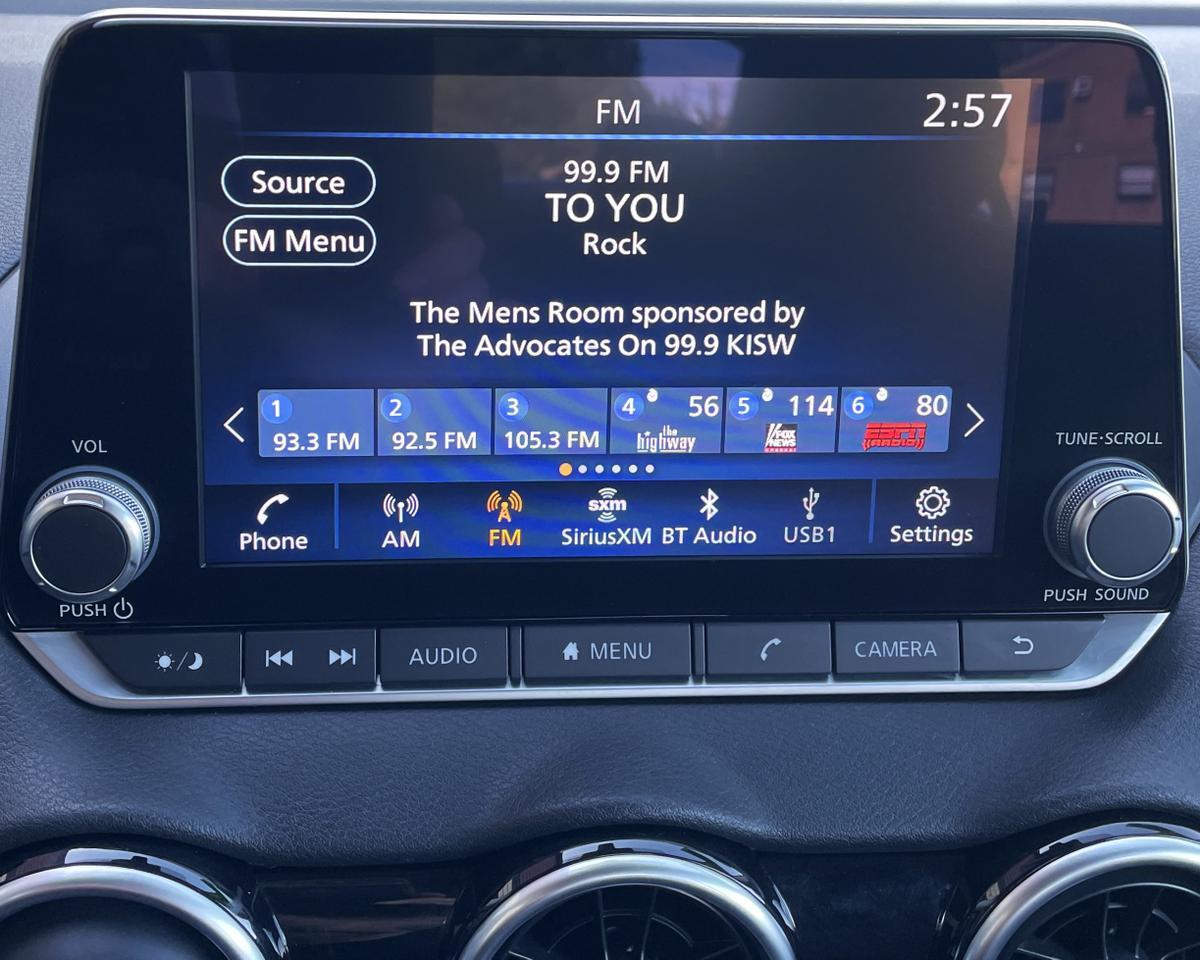 FM
2:57
Source
FM Menu
99.9 FM
TO YOU
Rock
The Mens Room sponsored by
The Advocates On 99.9 KISW
1
93.3 FM
2
92.5 FM
3
105.3 FM
4 56
the
highway
5 114
FOX
NEWS
6 80
ESPN
RADIO
VOL
PUSH
TUNE·SCROLL
PUSH SOUND
Phone
AM
FM
sxm
SiriusXM
BT Audio
USB1
Settings
AUDIO
MENU
CAMERA